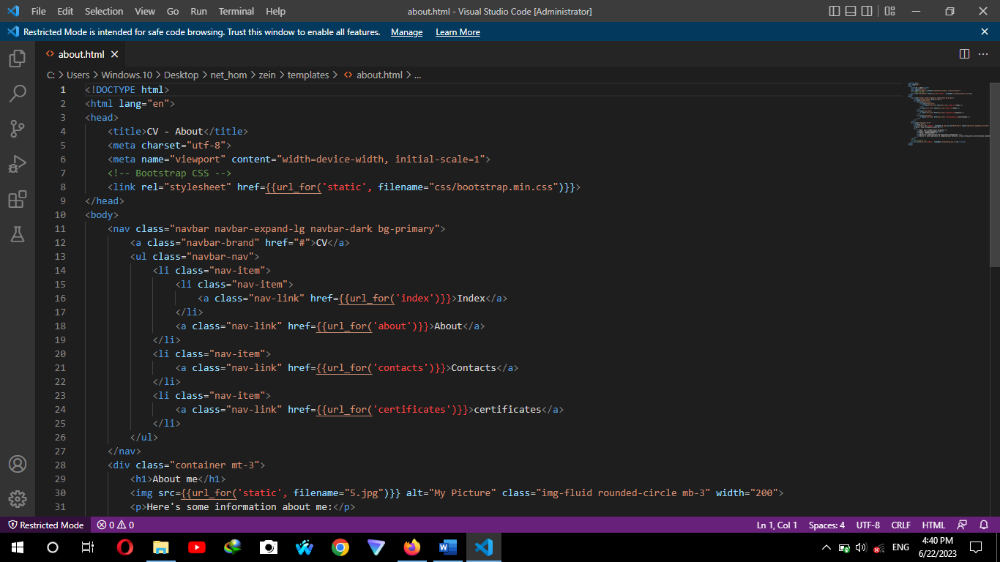 File Edit Selection View Go Run Terminal Help about.html - Visual Studio Code [Administrator]
Restricted Mode is intended for safe code browsing. Trust this window to enable all features. Manage Learn More
<> about.html
C: > Users > Windows.10 > Desktop > net_hom > zein > templates > <> about.html > ...
1 <!DOCTYPE html>
2 <html lang="en">
3 <head>
4     <title>CV - About</title>
5     <meta charset="utf-8">
6     <meta name="viewport" content="width=device-width, initial-scale=1">
7     <!-- Bootstrap CSS -->
8     <link rel="stylesheet" href={{url_for('static', filename="css/bootstrap.min.css")}}>
9 </head>
10 <body>
11     <nav class="navbar navbar-expand-lg navbar-dark bg-primary">
12         <a class="navbar-brand" href="#">CV</a>
13         <ul class="navbar-nav">
14             <li class="nav-item">
15                 <li class="nav-item">
16                     <a class="nav-link" href={{url_for('index')}}>Index</a>
17                 </li>
18                 <a class="nav-link" href={{url_for('about')}}>About</a>
19             </li>
20             <li class="nav-item">
21                 <a class="nav-link" href={{url_for('contacts')}}>Contacts</a>
22             </li>
23             <li class="nav-item">
24                 <a class="nav-link" href={{url_for('certificates')}}>certificates</a>
25             </li>
26         </ul>
27     </nav>
28     <div class="container mt-3">
29         <h1>About me</h1>
30         <img src={{url_for('static', filename="5.jpg")}} alt="My Picture" class="img-fluid rounded-circle mb-3" width="200">
31         <p>Here's some information about me:</p>
Restricted Mode 0 0 Ln 1, Col 1 Spaces: 4 UTF-8 CRLF HTML
ENG 4:40 PM
6/22/2023